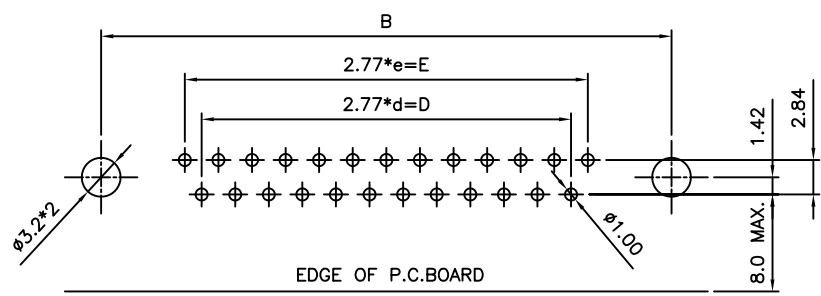 B
2.77*e=E
2.77*d=D
1.42
2.84
ø3.2*2
ø1.00
8.0 MAX.
EDGE OF P.C.BOARD